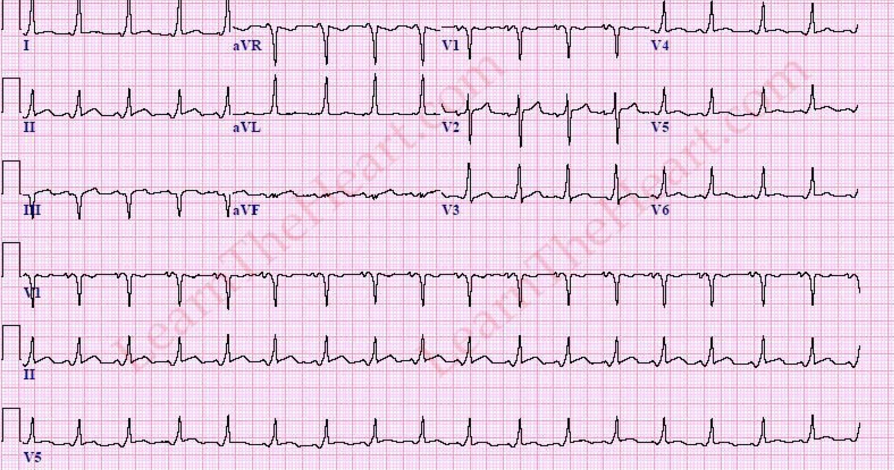 I aVR V1 V4
II aVL V2 V5
III aVF V3 V6
V1
II
V5
LearnTheHeart.com
LearnTheHeart.com